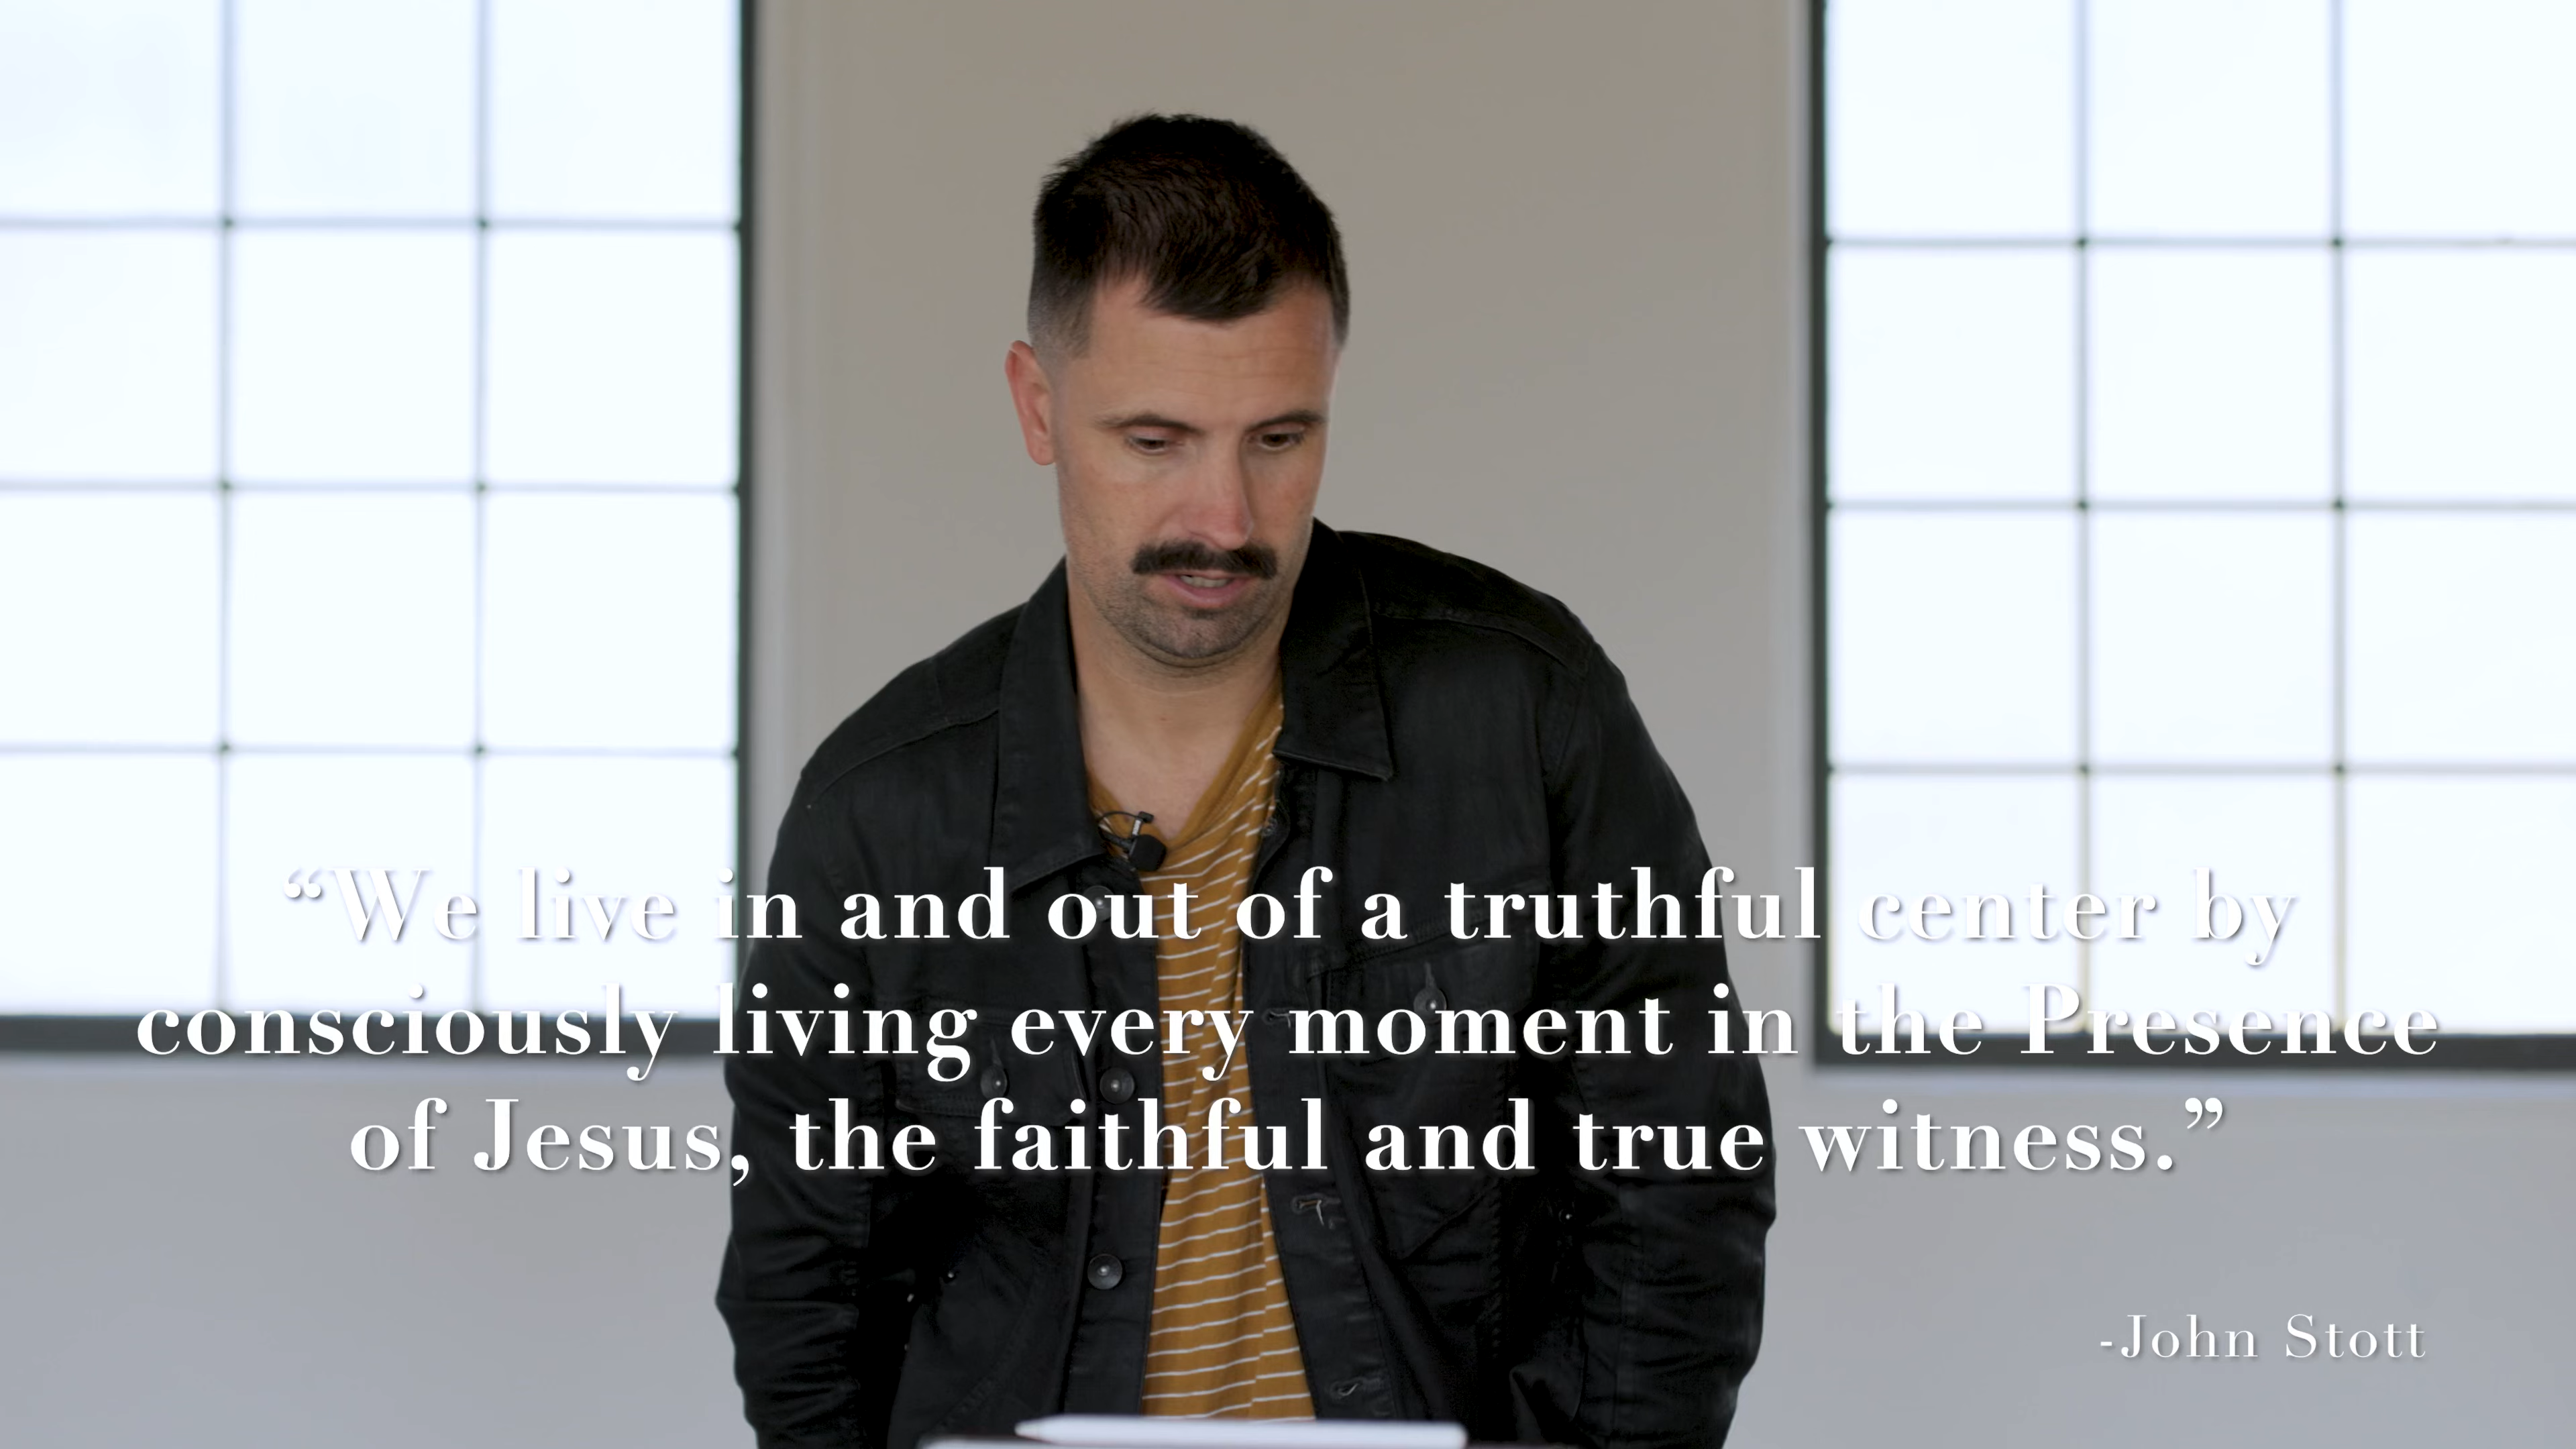 “We live in and out of a truthful center by
consciously living every moment in the Presence
of Jesus, the faithful and true witness.”
-John Stott